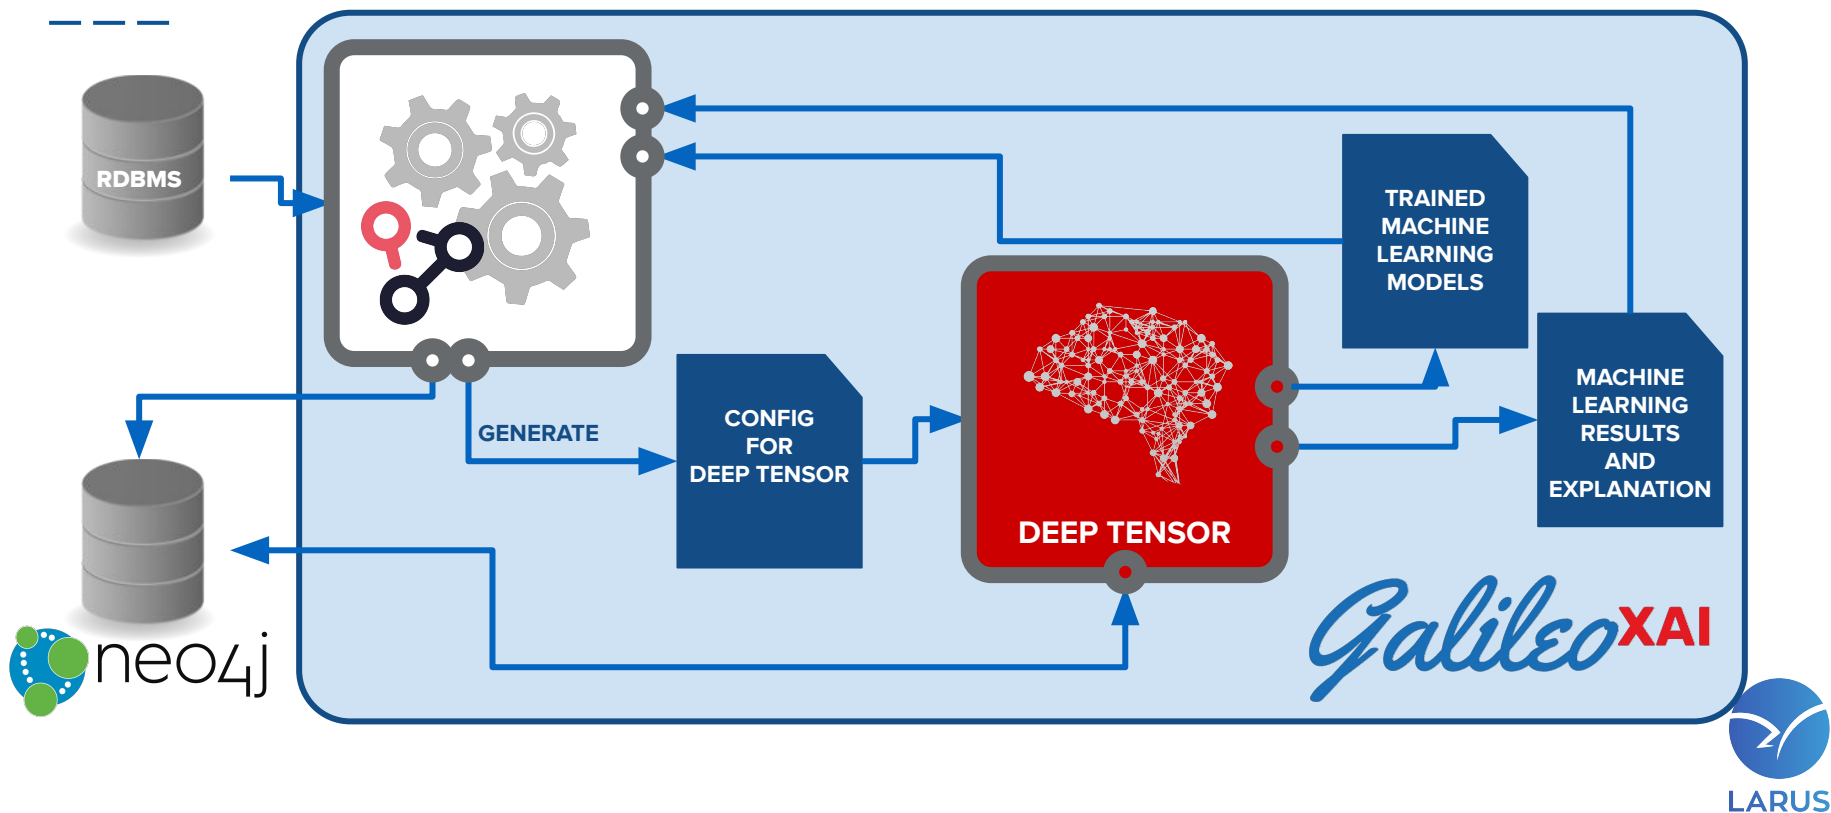 RDBMS
TRAINED
MACHINE
LEARNING
MODELS
MACHINE
LEARNING
RESULTS
AND
EXPLANATION
GENERATE
CONFIG
FOR
DEEP TENSOR
DEEP TENSOR
neo4j
GalileoXAI
LARUS